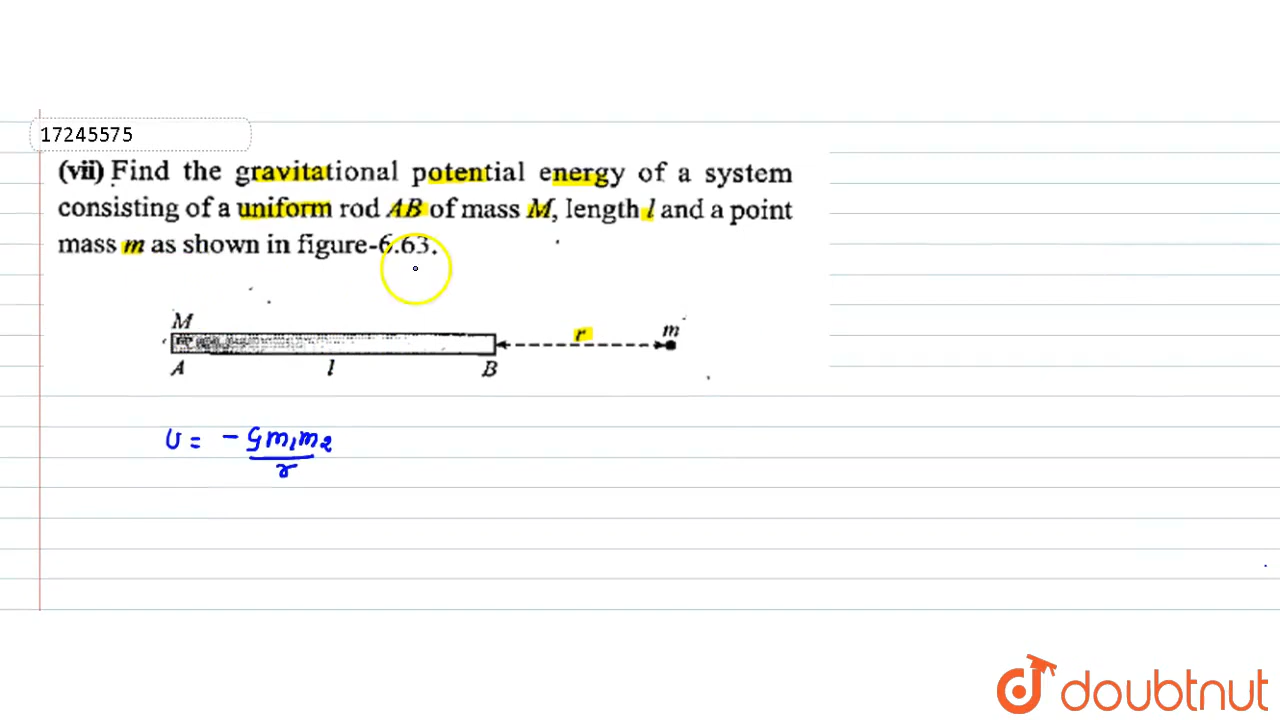 17245575
(vii) Find the gravitational potential energy of a system
consisting of a uniform rod AB of mass M, length l and a point
mass m as shown in figure-6.63.
M
r
m
A
l
B
U = - Gm₁m₂
r
doubtnut